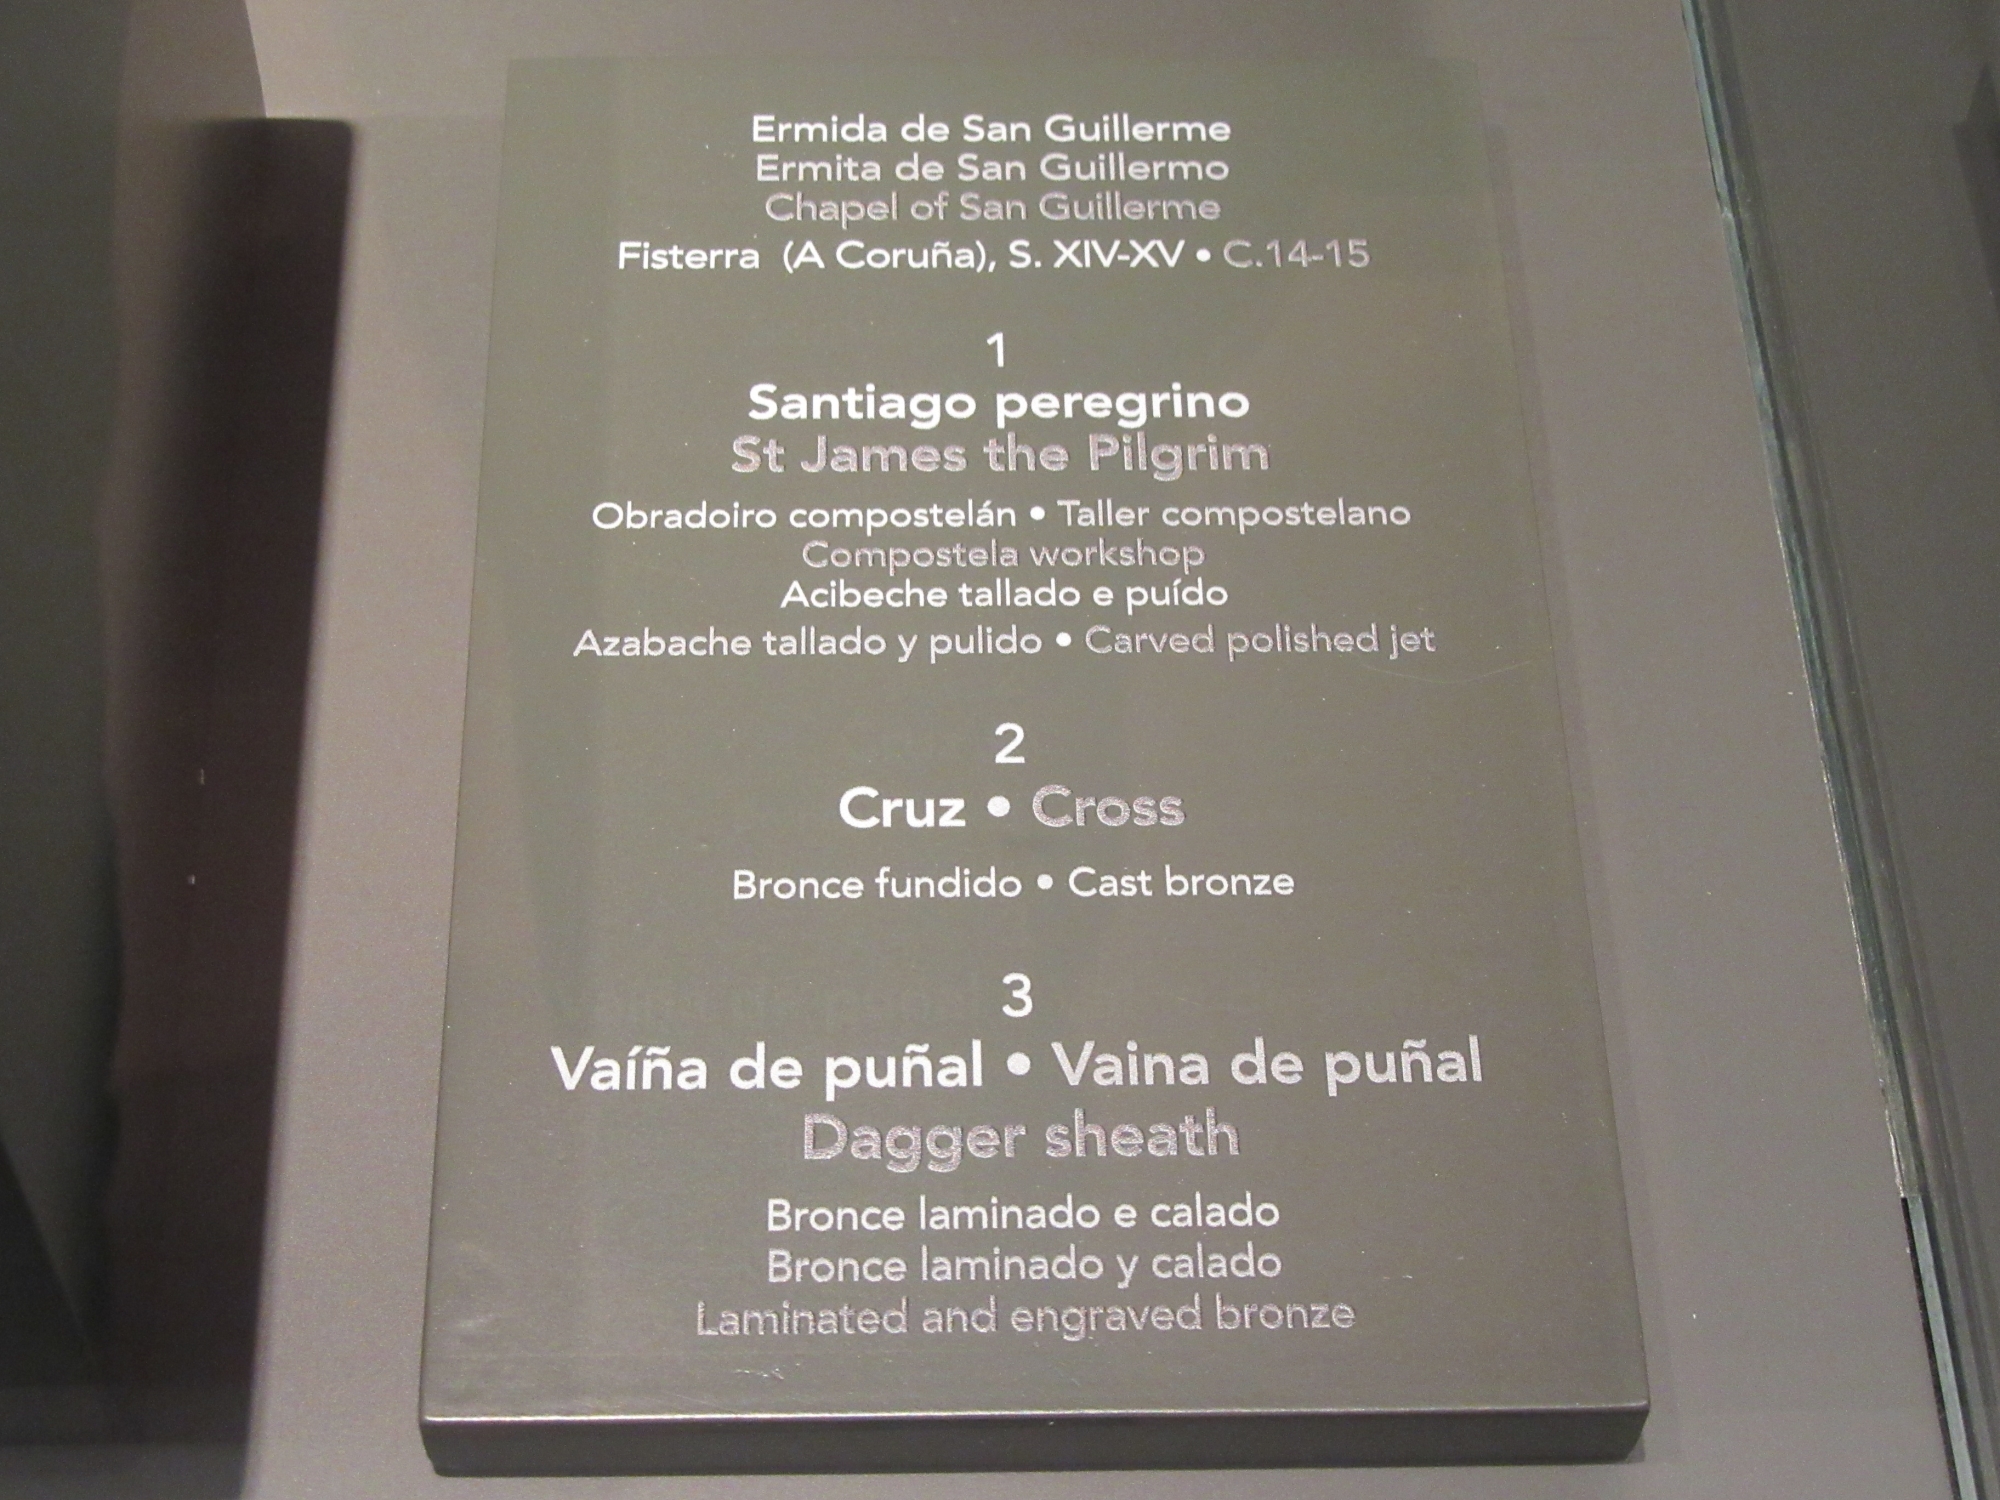 Ermida de San Guillerme
Ermita de San Guillermo
Chapel of San Guillerme
Fisterra (A Coruña), S. XIV-XV • C.14-15
1
Santiago peregrino
St James the Pilgrim
Obradoiro compostelán • Taller compostelano
Compostela workshop
Acibeche tallado e puído
Azabache tallado y pulido • Carved polished jet
2
Cruz • Cross
Bronce fundido • Cast bronze
3
Vaíña de puñal • Vaina de puñal
Dagger sheath
Bronce laminado e calado
Bronce laminado y calado
Laminated and engraved bronze